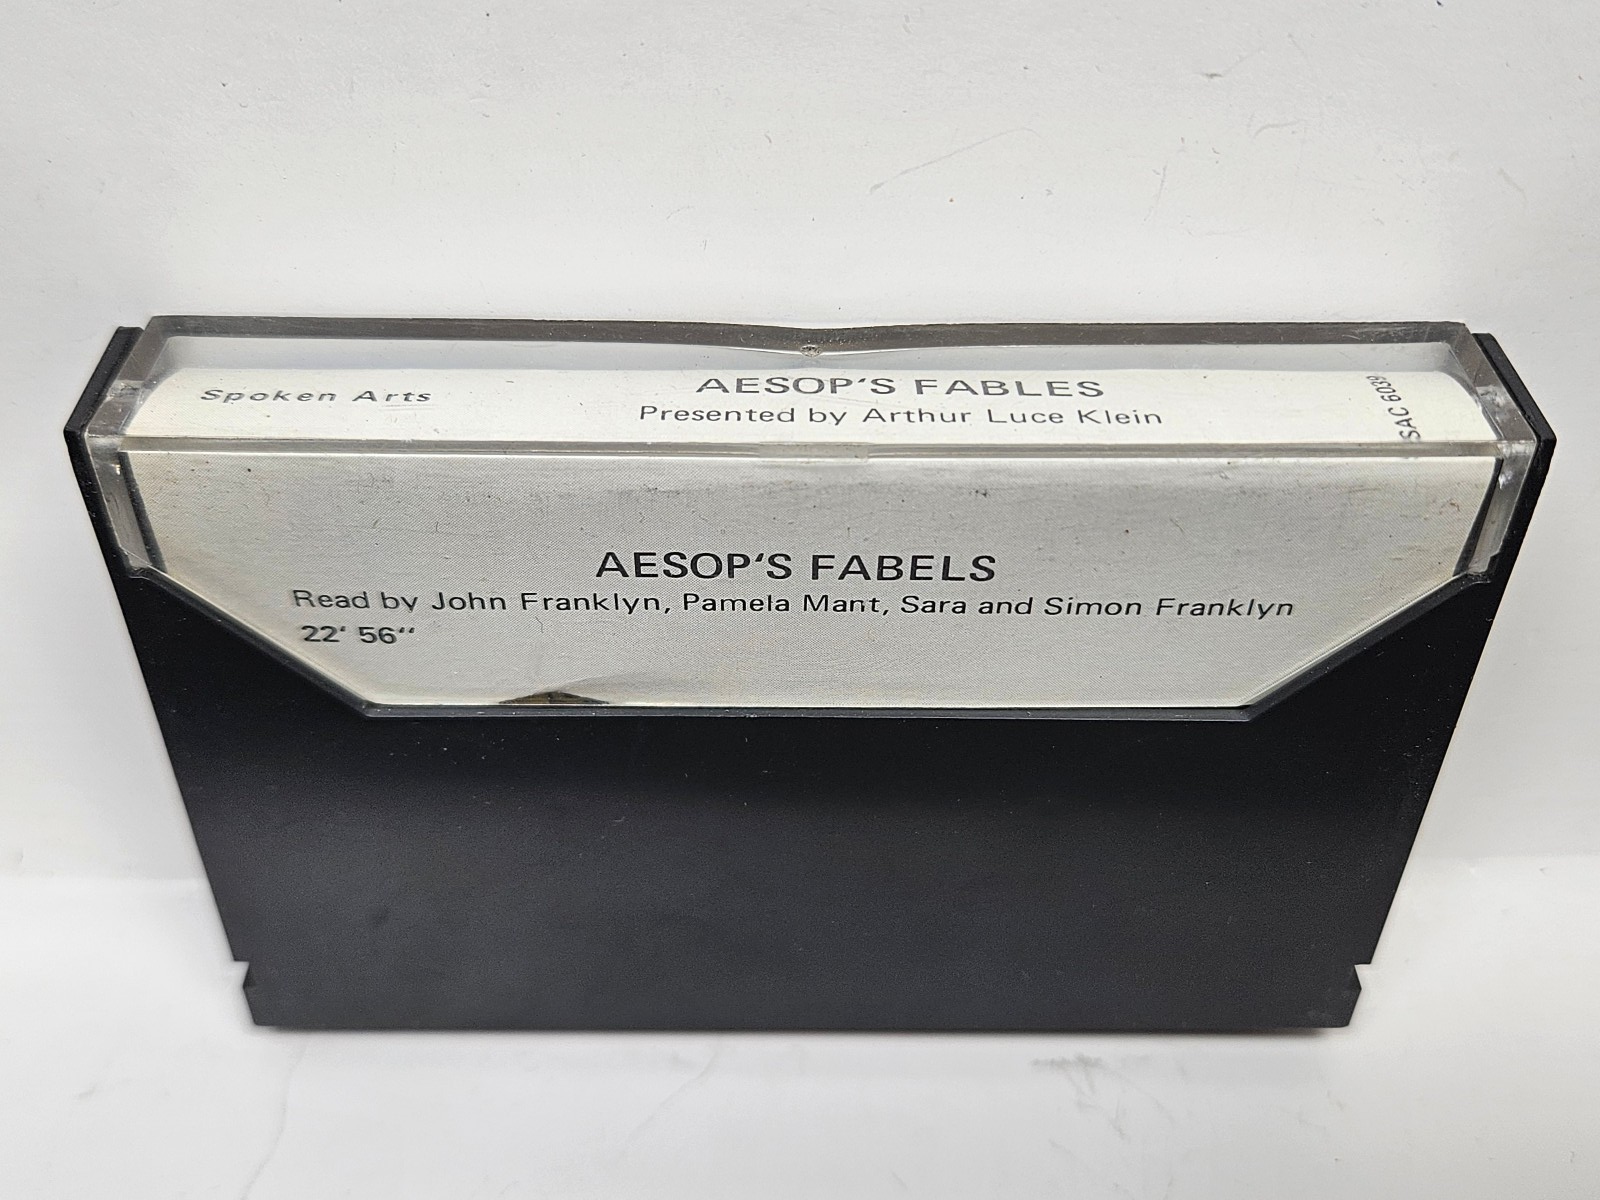 Spoken Arts
AESOP'S FABLES
Presented by Arthur Luce Klein
SAC 6039
AESOP'S FABELS
Read by John Franklyn, Pamela Mant, Sara and Simon Franklyn
22' 56"